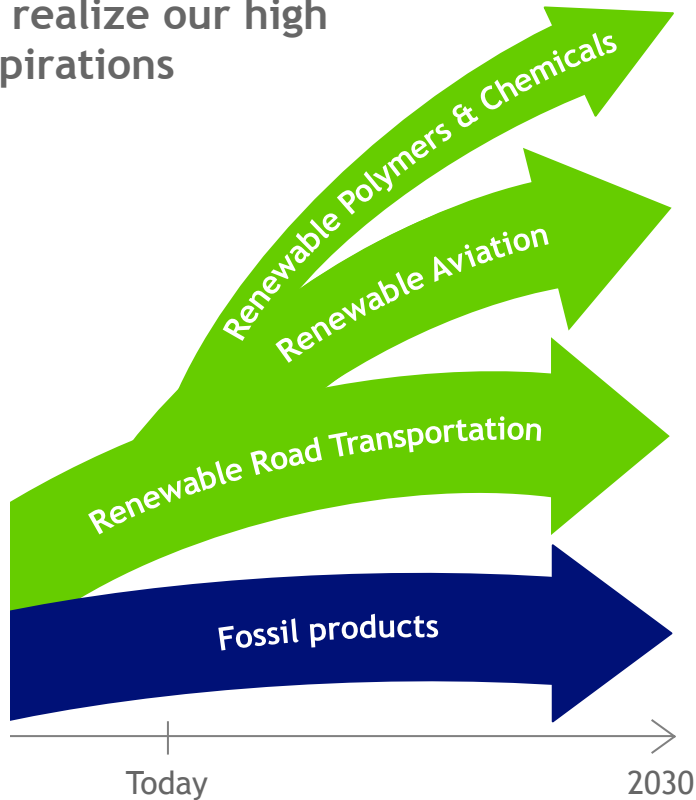 realize our high
pirations
Renewable Polymers & Chemicals
Renewable Aviation
Renewable Road Transportation
Fossil products
Today
2030